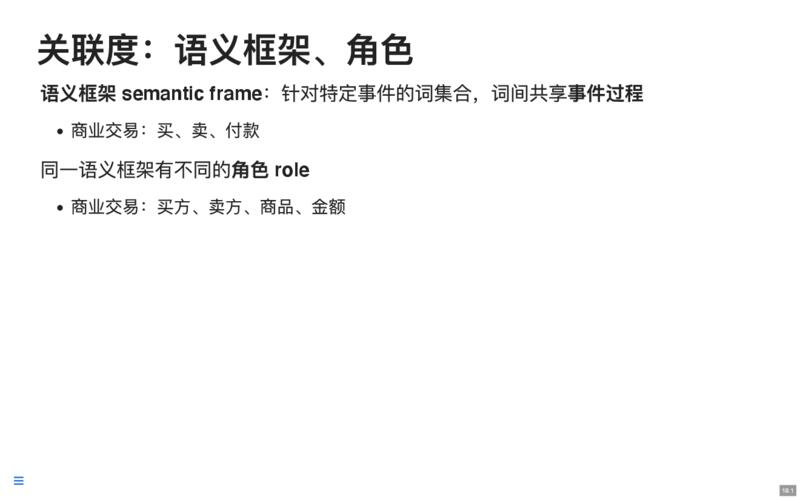 关联度：语义框架、角色
语义框架 semantic frame：针对特定事件的词集合，词间共享事件过程
• 商业交易：买、卖、付款
同一语义框架有不同的角色 role
• 商业交易：买方、卖方、商品、金额